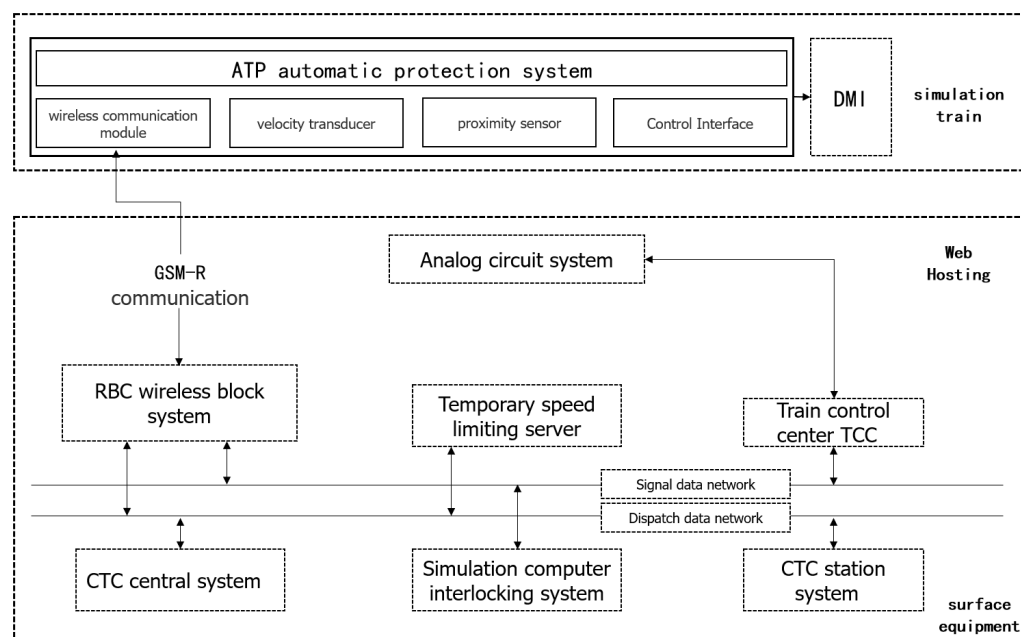 ATP automatic protection system
wireless communication
module
velocity transducer
proximity sensor
Control Interface
DMI
simulation
train
GSM-R
communication
Analog circuit system
Web
Hosting
RBC wireless block
system
Temporary speed
limiting server
Train control
center TCC
Signal data network
Dispatch data network
CTC central system
Simulation computer
interlocking system
CTC station
system
surface
equipment